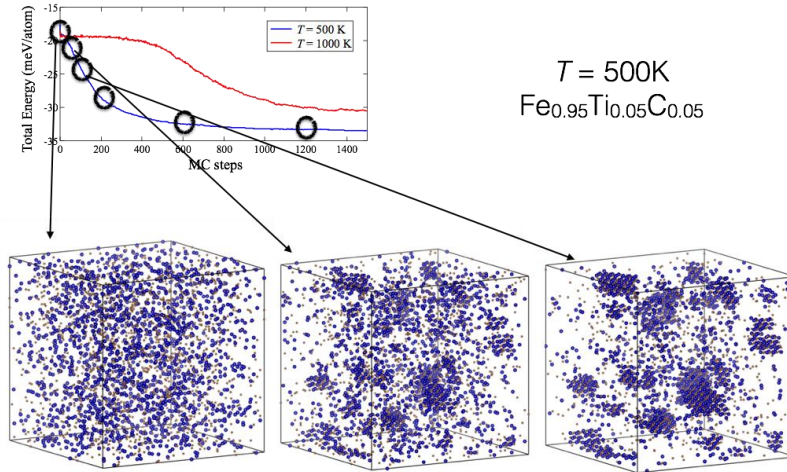 -15
-20
-25
-30
-35
Total Energy (meV/atom)
T = 500 K
T = 1000 K
0 200 400 600 800 1000 1200 1400
MC steps
T = 500K
Fe0.95Ti0.05C0.05